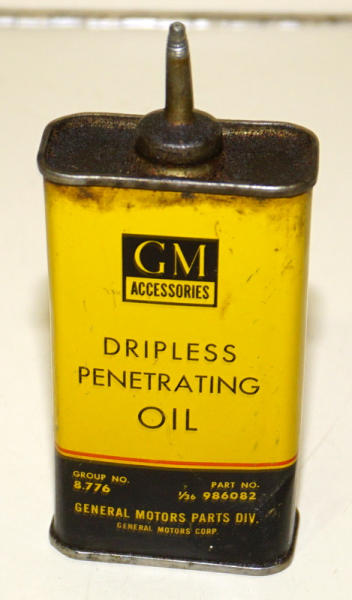 GM
ACCESSORIES
DRIPLESS
PENETRATING
OIL
GROUP NO. PART NO.
8.776 1/36 986082
GENERAL MOTORS PARTS DIV.
GENERAL MOTORS CORP.